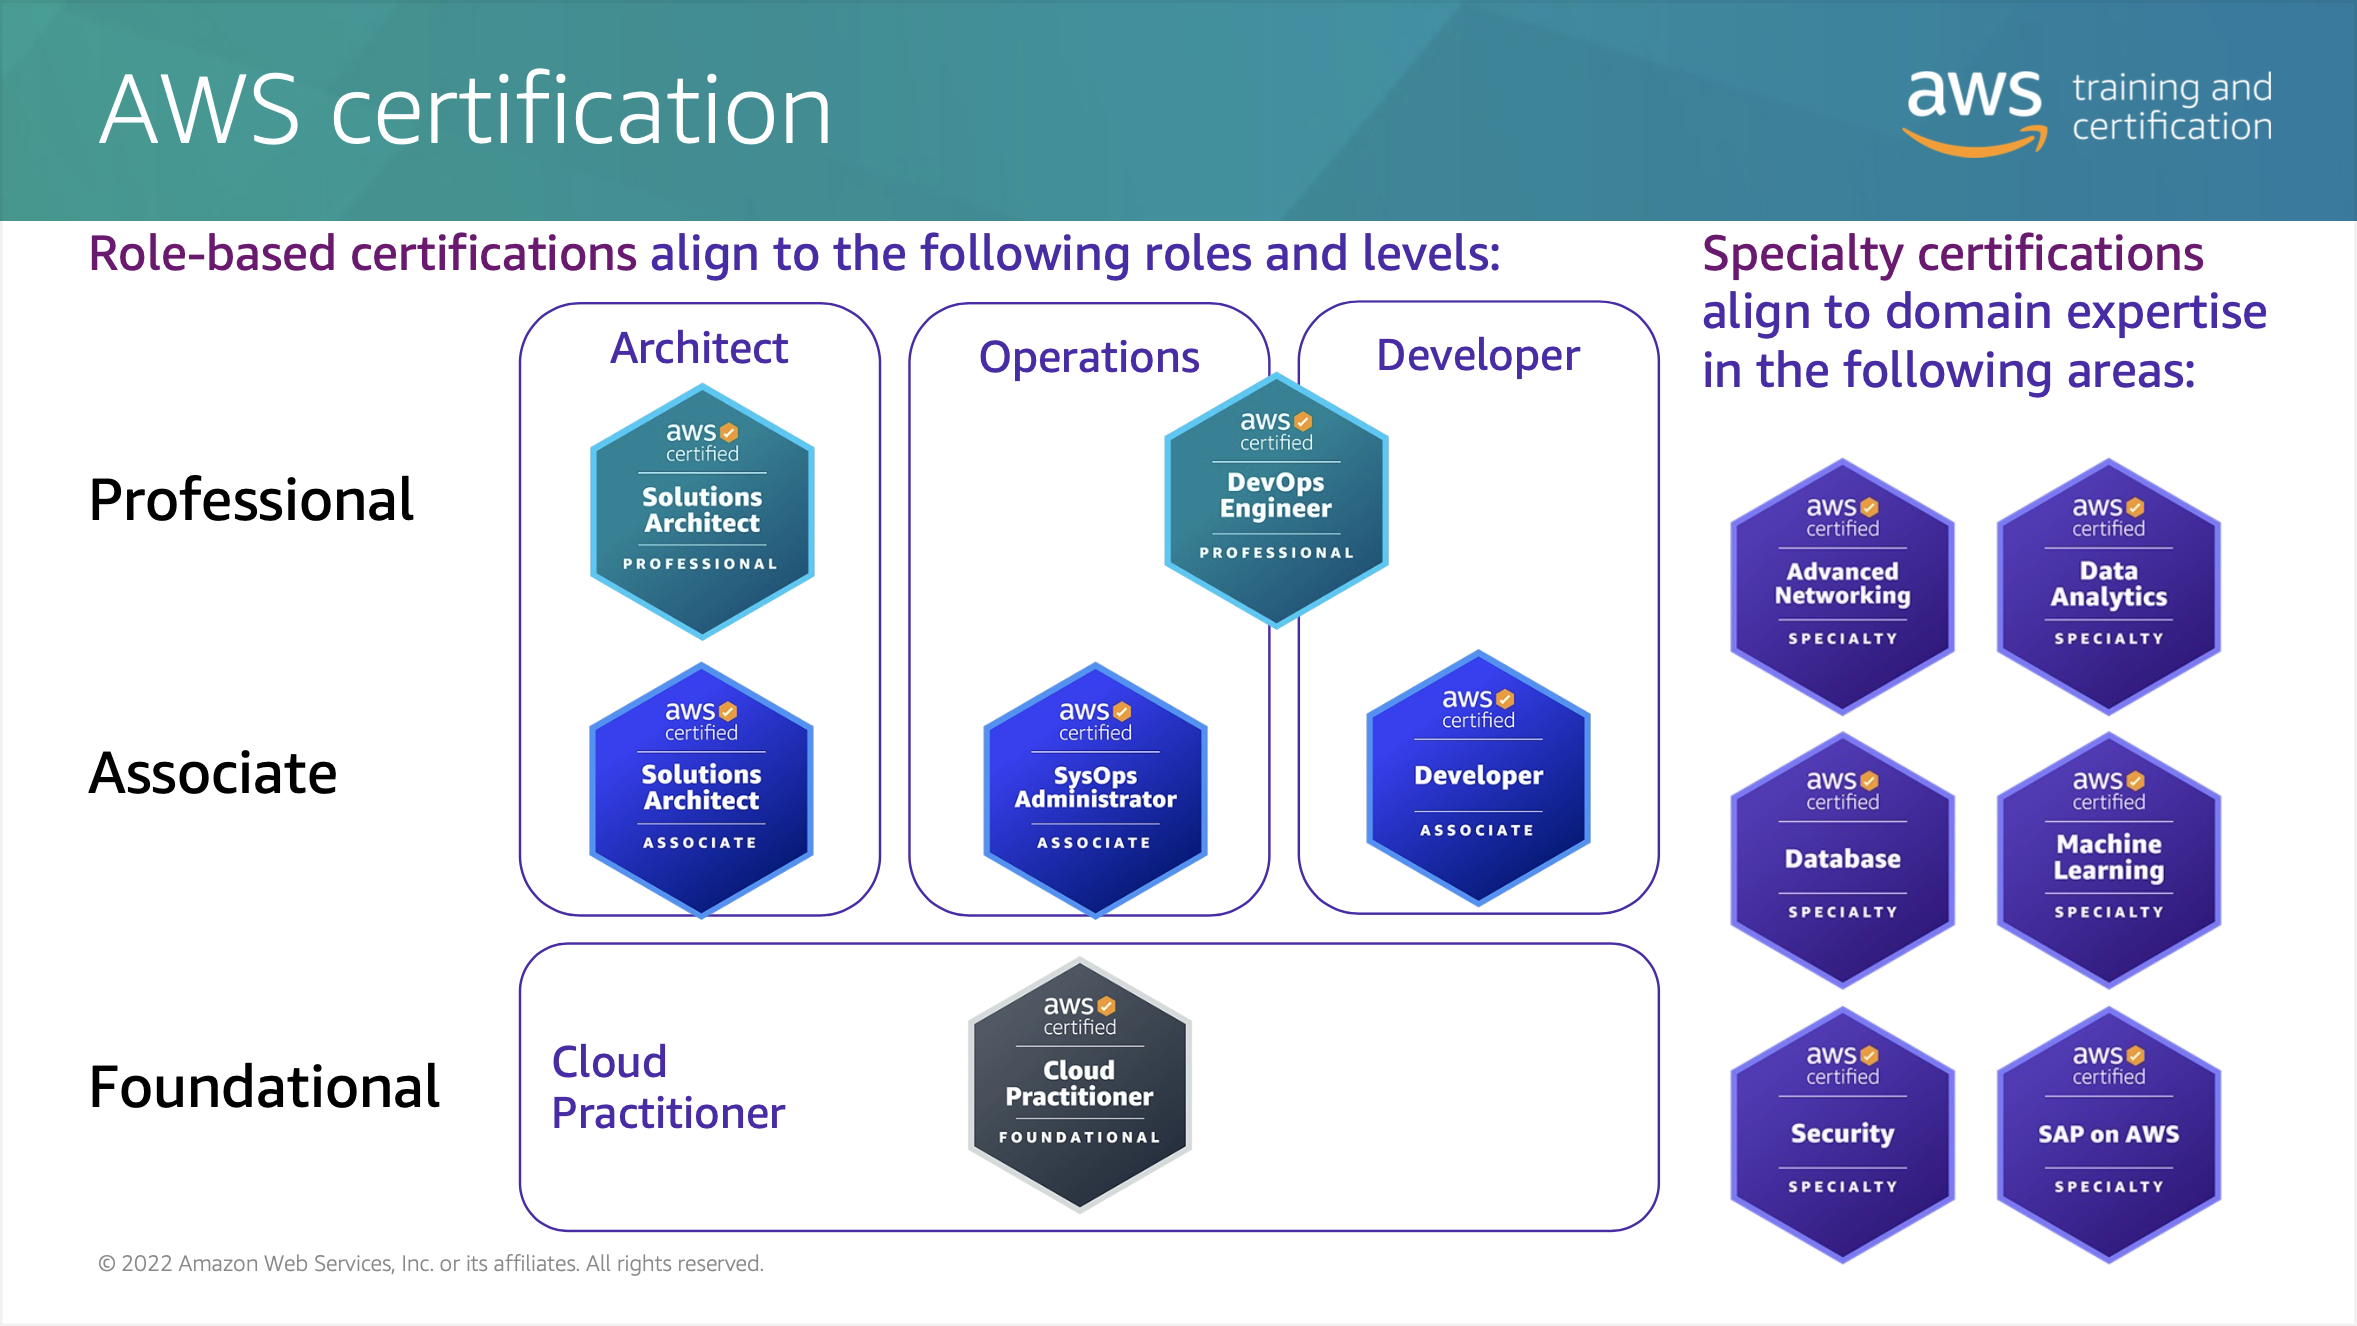 AWS certification
aws
training and
certification
Role-based certifications align to the following roles and levels:
Architect
Operations
Developer
Professional
aws
certified
Solutions
Architect
PROFESSIONAL
aws
certified
DevOps
Engineer
PROFESSIONAL
Associate
aws
certified
Solutions
Architect
ASSOCIATE
aws
certified
SysOps
Administrator
ASSOCIATE
aws
certified
Developer
ASSOCIATE
Foundational
Cloud
Practitioner
aws
certified
Cloud
Practitioner
FOUNDATIONAL
Specialty certifications
align to domain expertise
in the following areas:
aws
certified
Advanced
Networking
SPECIALTY
aws
certified
Data
Analytics
SPECIALTY
aws
certified
Database
SPECIALTY
aws
certified
Machine
Learning
SPECIALTY
aws
certified
Security
SPECIALTY
aws
certified
SAP on AWS
SPECIALTY
© 2022 Amazon Web Services, Inc. or its affiliates. All rights reserved.